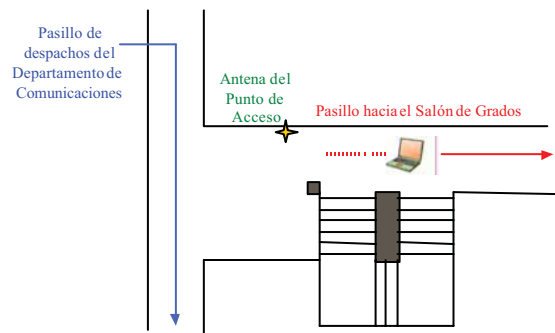 Pasillo de
despachos del
Departamento de
Comunicaciones
Antena del
Punto de
Acceso
Pasillo hacia el Salón de Grados